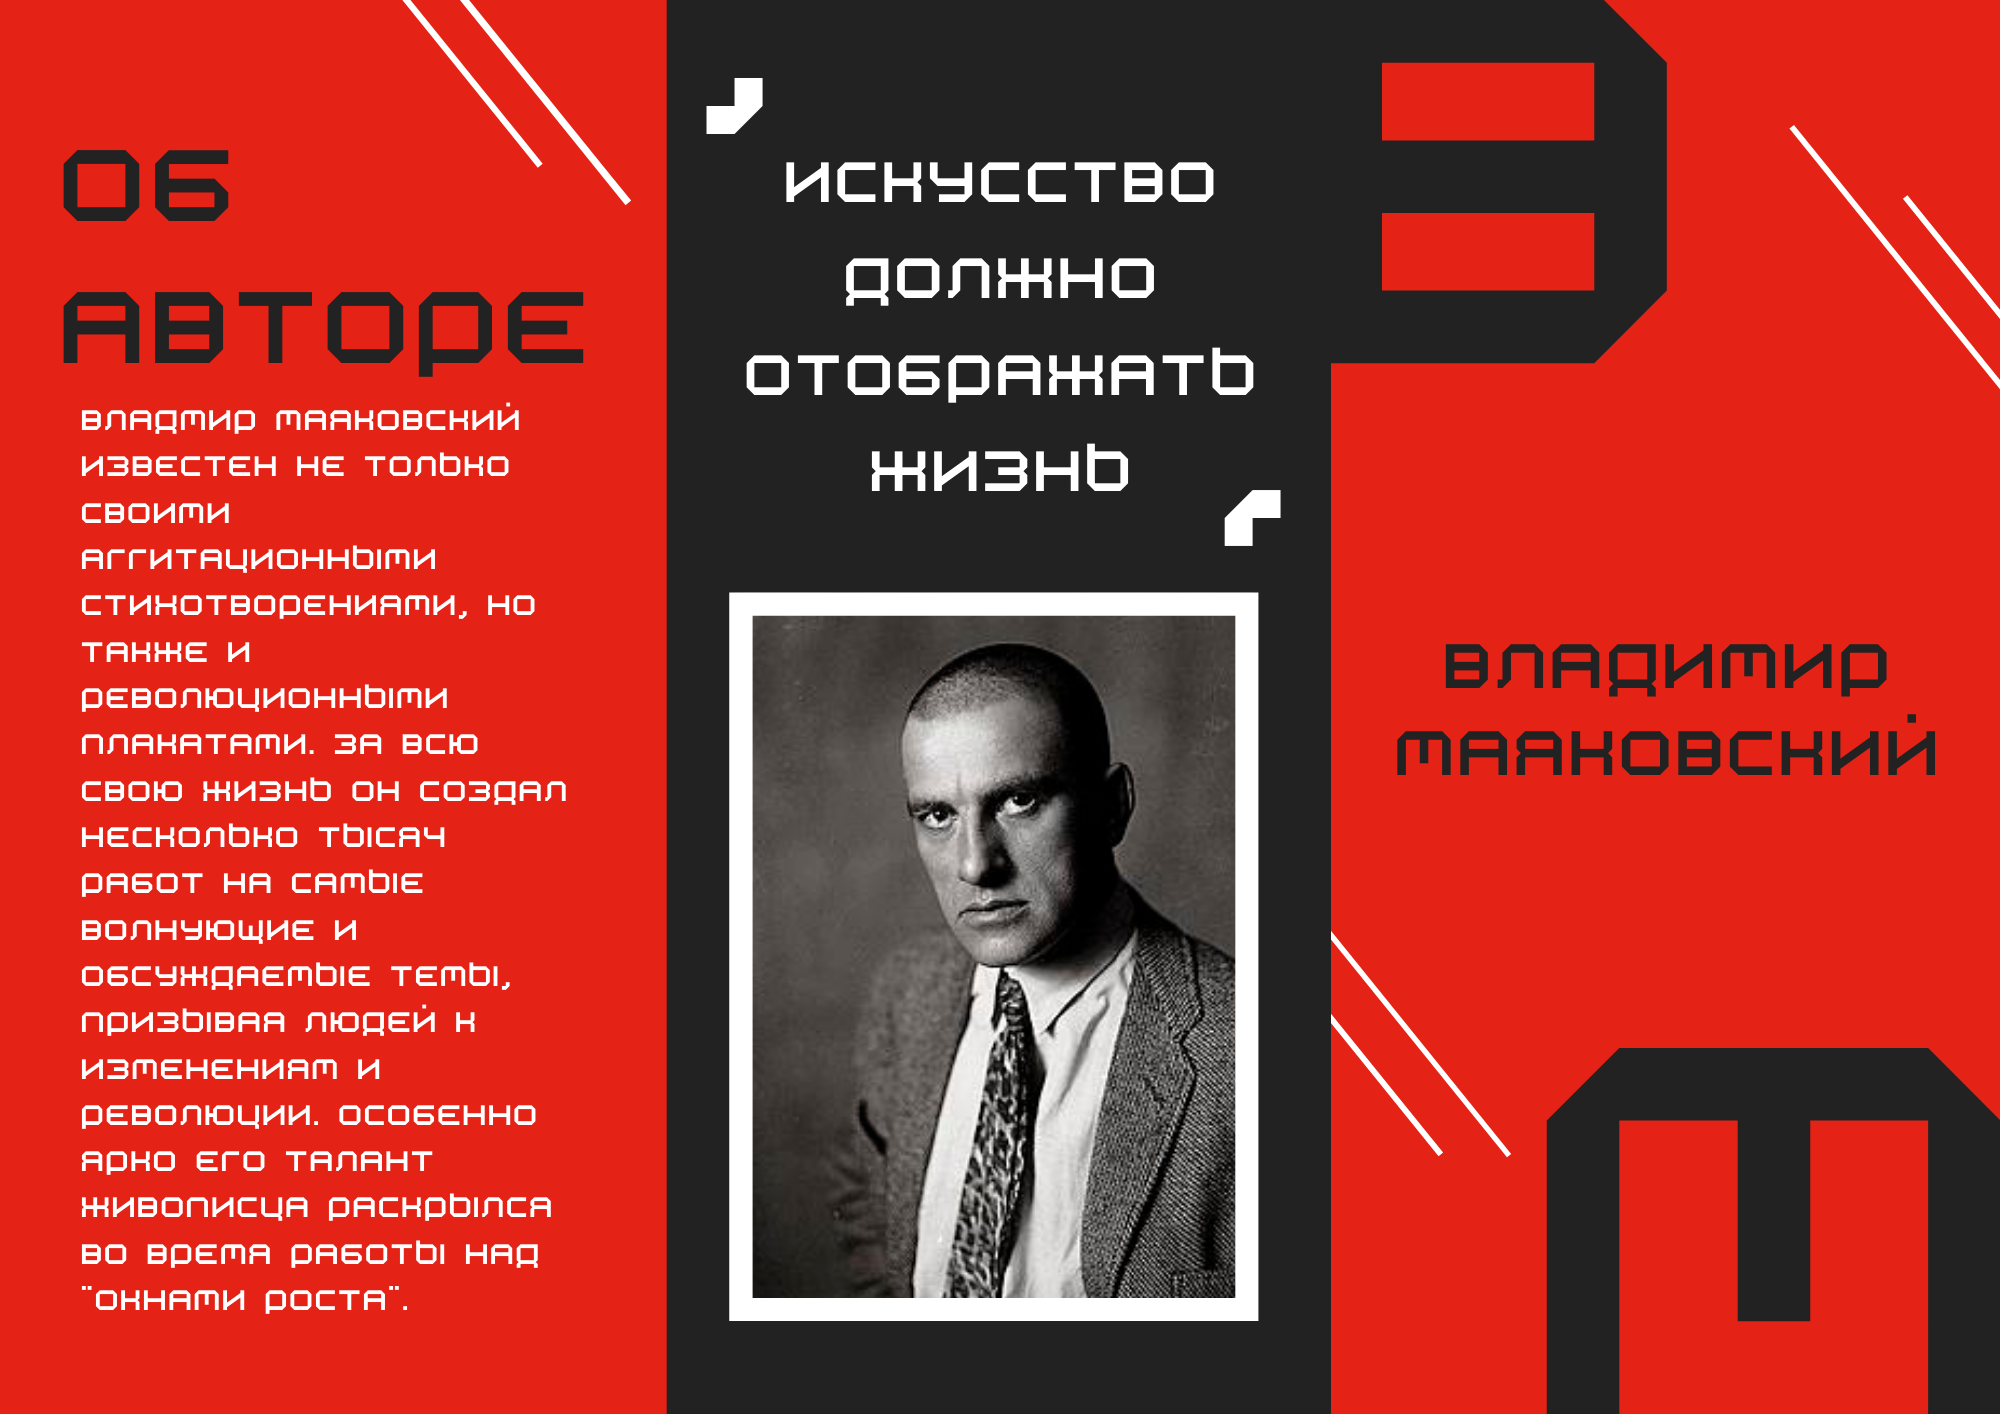 ОБ
АВТОРЕ
ВЛАДМИР МАЯКОВСКИЙ
ИЗВЕСТЕН НЕ ТОЛЬКО
СВОИМИ
АГГИТАЦИОННЫМИ
СТИХОТВОРЕНИЯМИ, НО
ТАКЖЕ И
РЕВОЛЮЦИОННЫМИ
ПЛАКАТАМИ. ЗА ВСЮ
СВОЮ ЖИЗНЬ ОН СОЗДАЛ
НЕСКОЛЬКО ТЫСЯЧ
РАБОТ НА САМЫЕ
ВОЛНУЮЩИЕ И
ОБСУЖДАЕМЫЕ ТЕМЫ,
ПРИЗЫВАЯ ЛЮДЕЙ К
ИЗМЕНЕНИЯМ И
РЕВОЛЮЦИИ. ОСОБЕННО
ЯРКО ЕГО ТАЛАНТ
ЖИВОПИСЦА РАСКРЫЛСЯ
ВО ВРЕМЯ РАБОТЫ НАД
"ОКНАМИ РОСТА".
ИСКУССТВО
ДОЛЖНО
ОТОБРАЖАТЬ
ЖИЗНЬ
В
ВЛАДИМИР
МАЯКОВСКИЙ
М